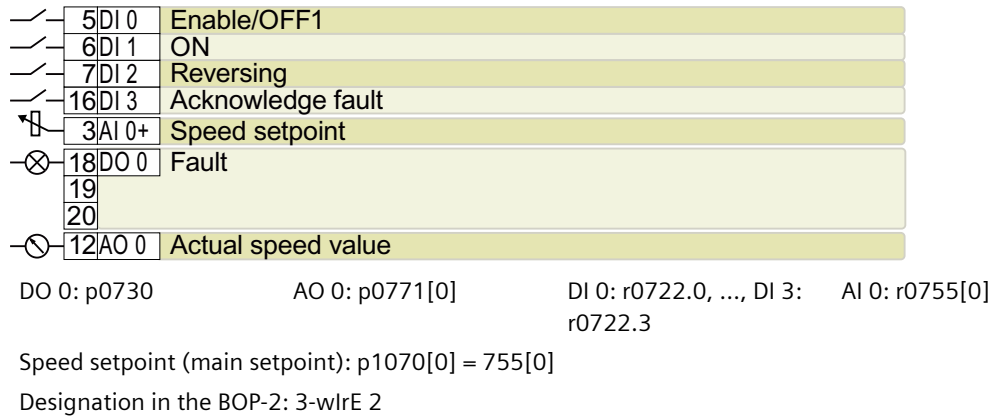 5 DI 0 Enable/OFF1
6 DI 1 ON
7 DI 2 Reversing
16 DI 3 Acknowledge fault
3 AI 0+ Speed setpoint
18 DO 0 Fault
19
20
12 AO 0 Actual speed value
DO 0: p0730 AO 0: p0771[0] DI 0: r0722.0, ..., DI 3: AI 0: r0755[0]
r0722.3
Speed setpoint (main setpoint): p1070[0] = 755[0]
Designation in the BOP-2: 3-wIrE 2